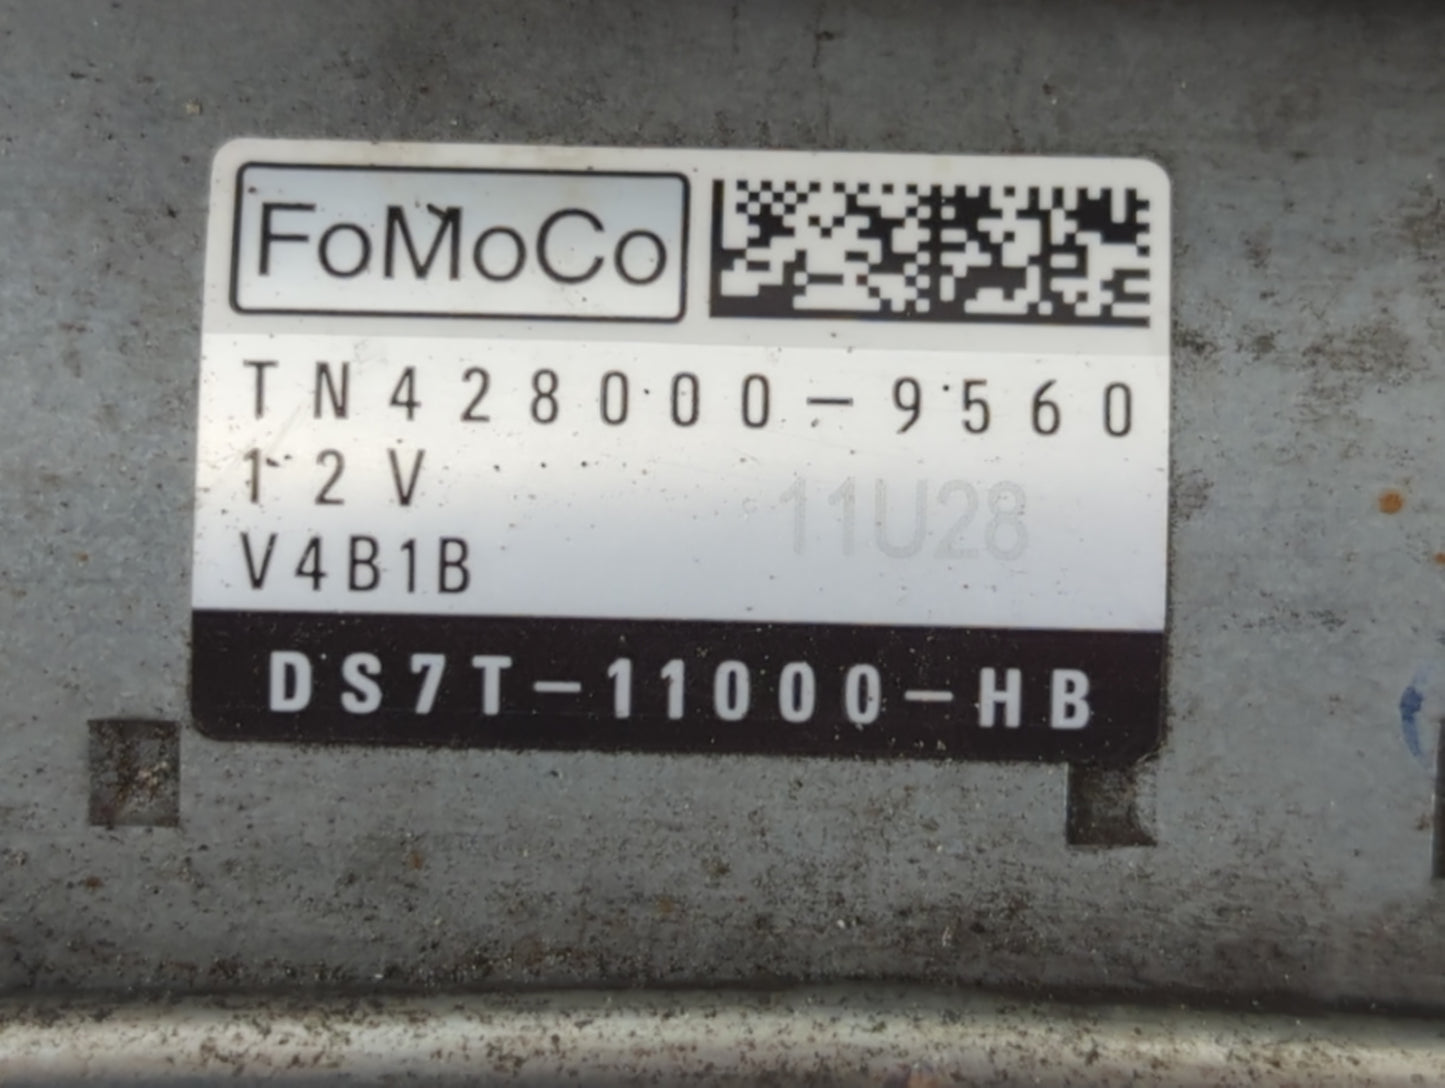 FoMoCo
TN428000-9560
12V
11U28
V4B1B
DS7T-11000-HB